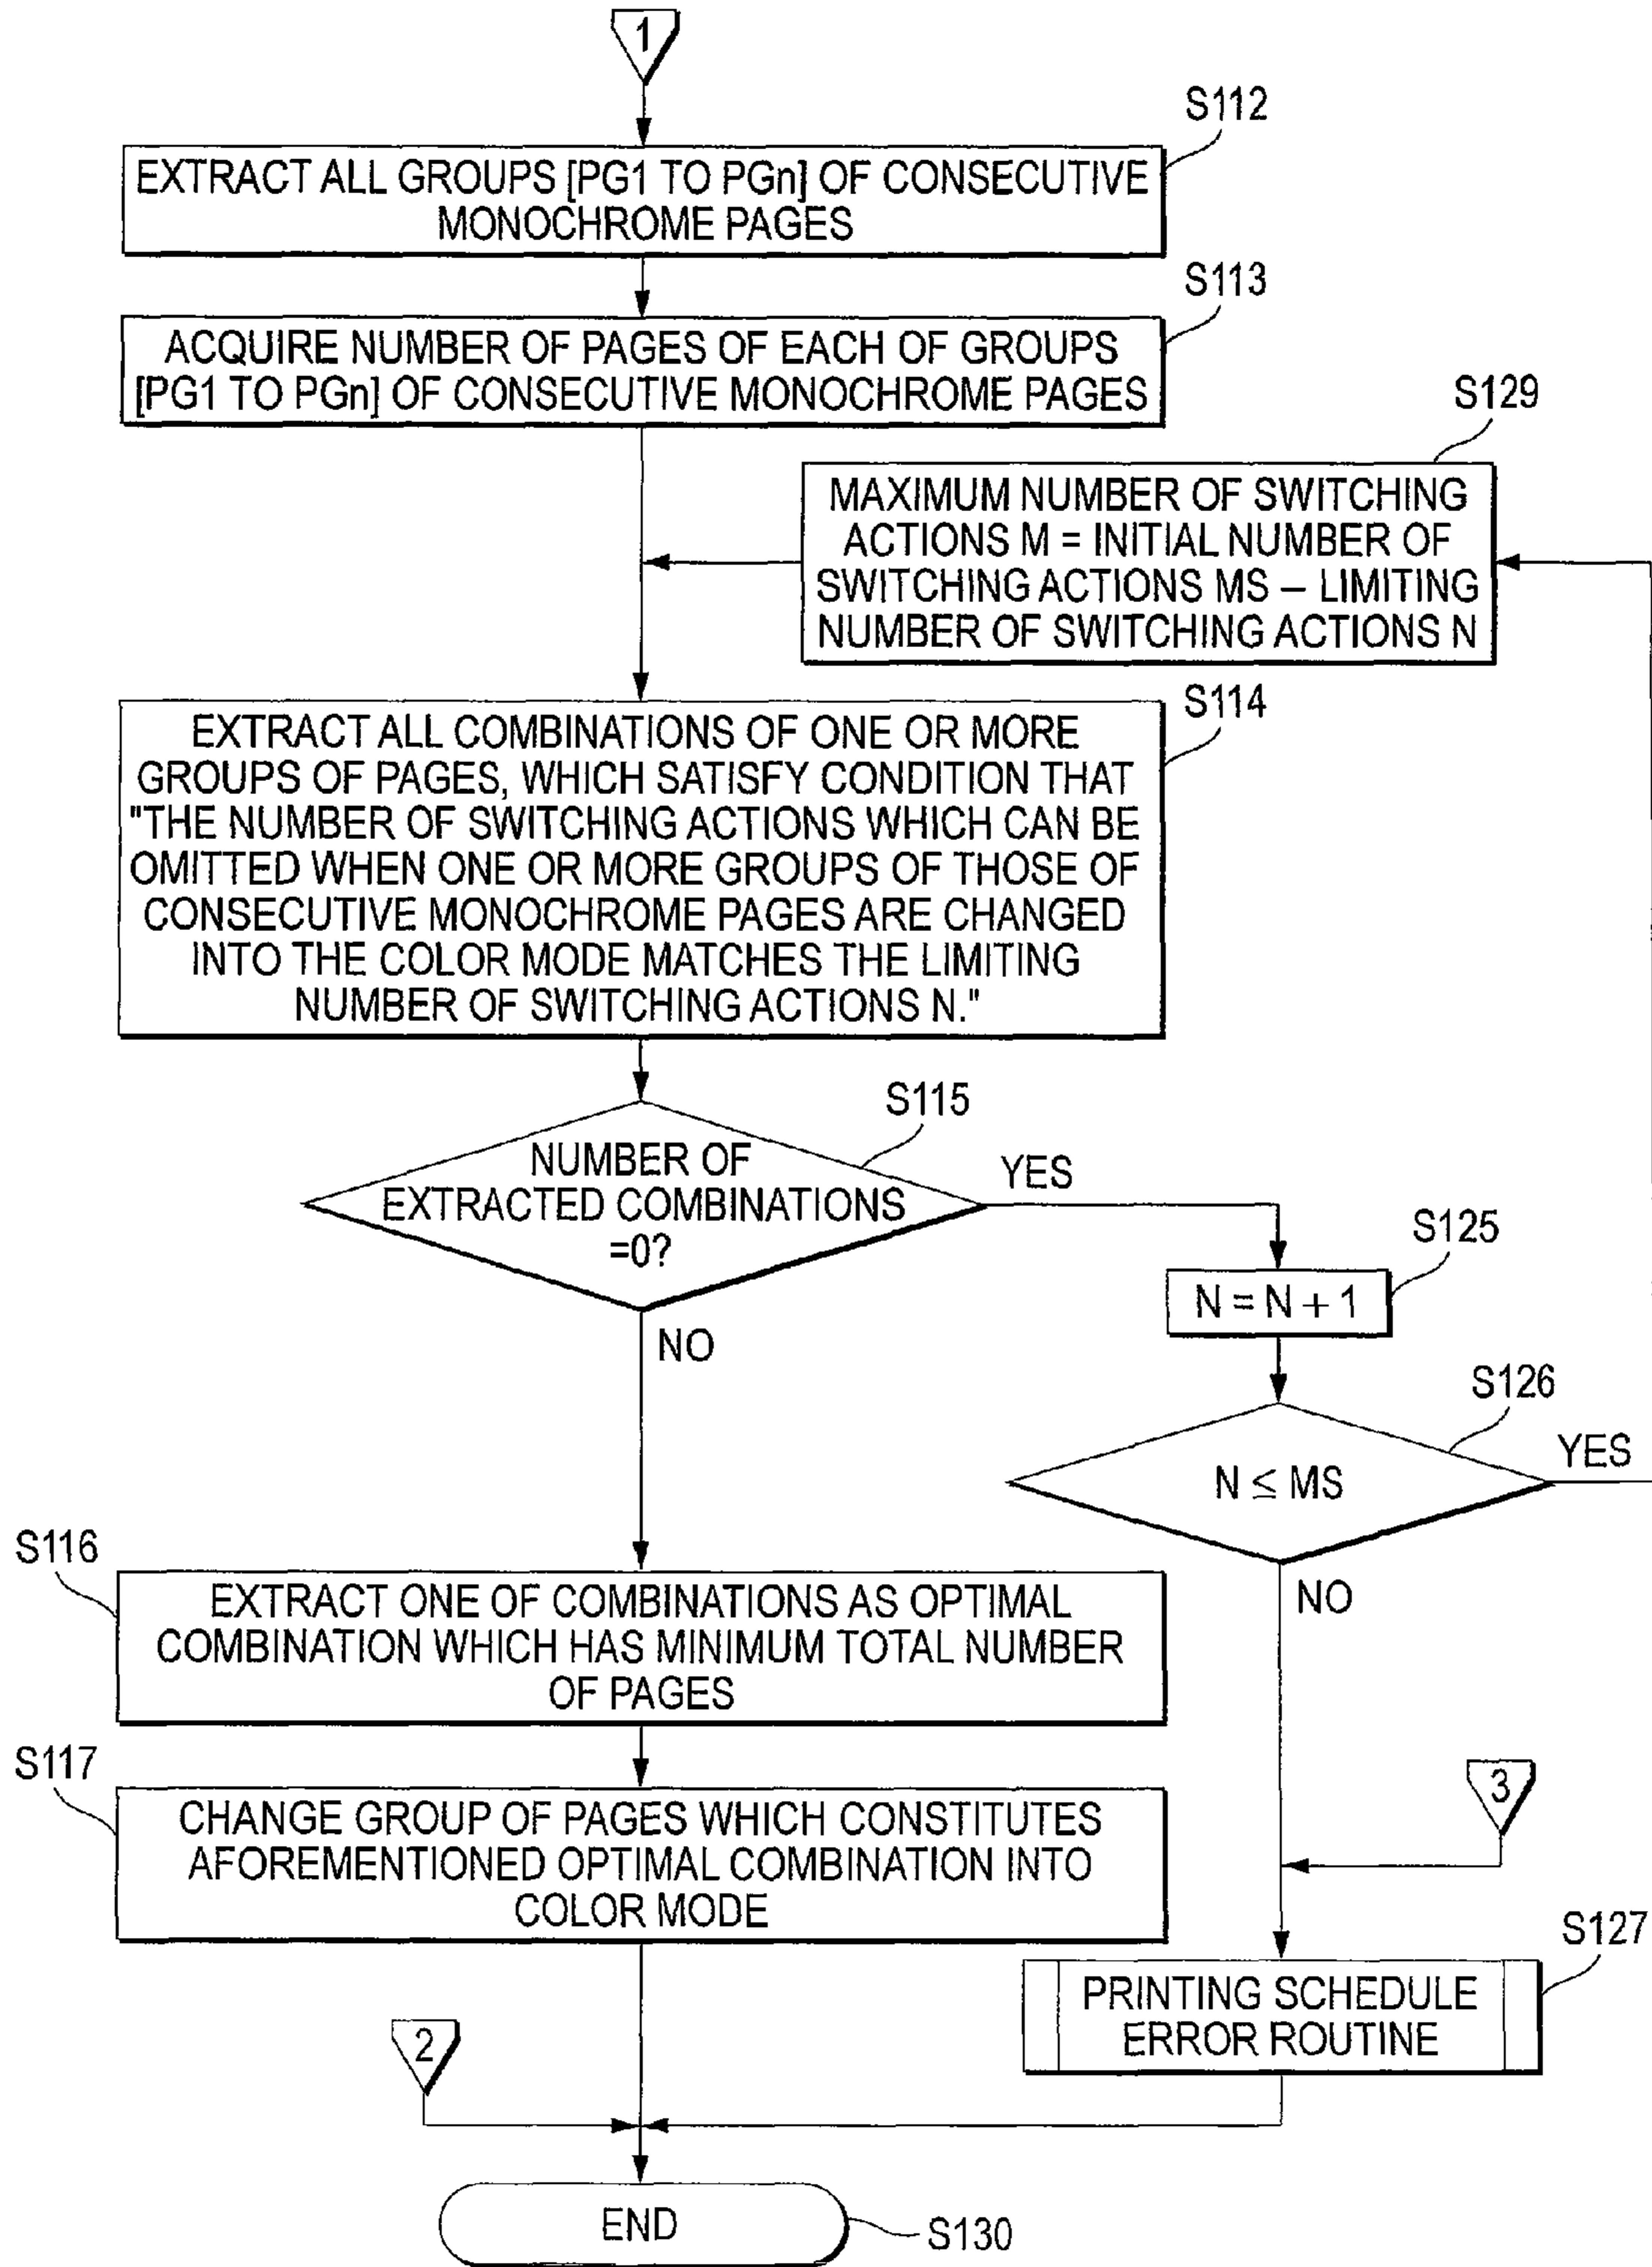 1
S112
EXTRACT ALL GROUPS [PG1 TO PGn] OF CONSECUTIVE
MONOCHROME PAGES
S113
ACQUIRE NUMBER OF PAGES OF EACH OF GROUPS
[PG1 TO PGn] OF CONSECUTIVE MONOCHROME PAGES
S129
MAXIMUM NUMBER OF SWITCHING
ACTIONS M = INITIAL NUMBER OF
SWITCHING ACTIONS MS – LIMITING
NUMBER OF SWITCHING ACTIONS N
S114
EXTRACT ALL COMBINATIONS OF ONE OR MORE
GROUPS OF PAGES, WHICH SATISFY CONDITION THAT
"THE NUMBER OF SWITCHING ACTIONS WHICH CAN BE
OMITTED WHEN ONE OR MORE GROUPS OF THOSE OF
CONSECUTIVE MONOCHROME PAGES ARE CHANGED
INTO THE COLOR MODE MATCHES THE LIMITING
NUMBER OF SWITCHING ACTIONS N."
S115
NUMBER OF
EXTRACTED COMBINATIONS
=0?
YES
NO
S125
N = N + 1
S126
N ≤ MS
YES
NO
S116
EXTRACT ONE OF COMBINATIONS AS OPTIMAL
COMBINATION WHICH HAS MINIMUM TOTAL NUMBER
OF PAGES
S117
CHANGE GROUP OF PAGES WHICH CONSTITUTES
AFOREMENTIONED OPTIMAL COMBINATION INTO
COLOR MODE
3
S127
PRINTING SCHEDULE
ERROR ROUTINE
2
END
S130